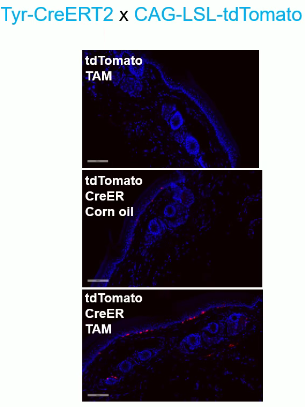 Tyr-CreERT2 x CAG-LSL-tdTomato
tdTomato
TAM
tdTomato
CreER
Corn oil
tdTomato
CreER
TAM